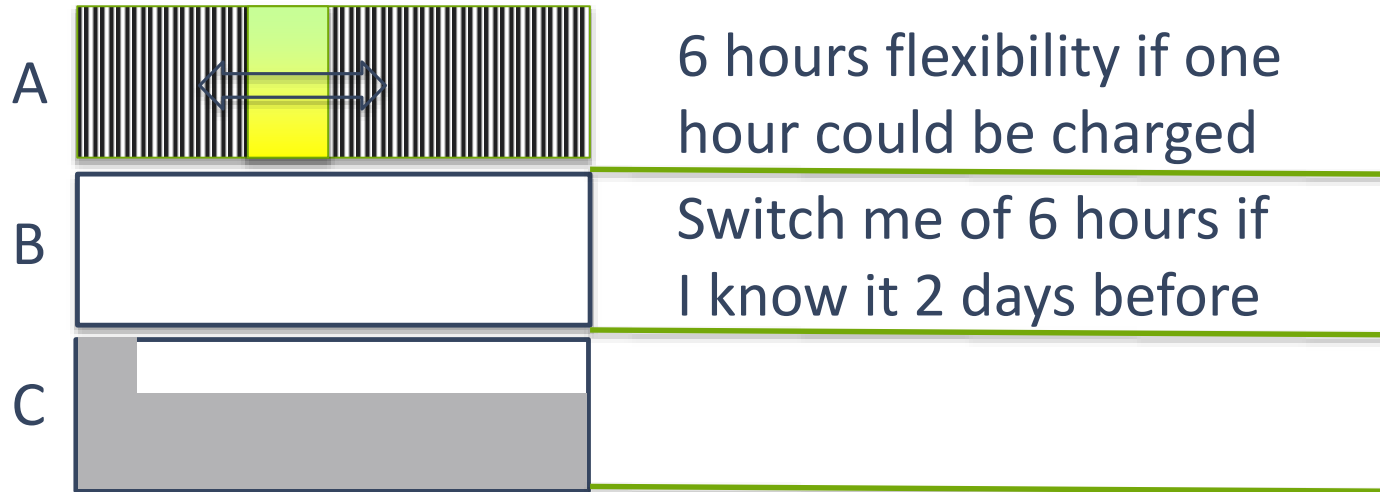 A
6 hours flexibility if one
hour could be charged
B
Switch me of 6 hours if
I know it 2 days before
C